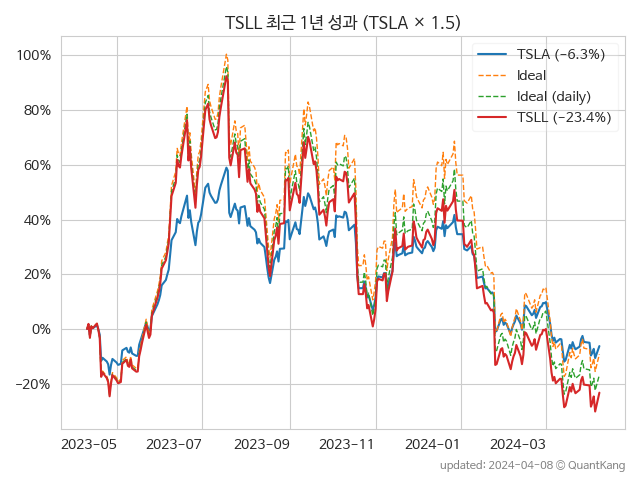 TSLL 최근 1년 성과 (TSLA × 1.5)
TSLA (−6.3%)
Ideal
Ideal (daily)
TSLL (−23.4%)
100%
80%
60%
40%
20%
0%
−20%
2023−05
2023−07
2023−09
2023−11
2024−01
2024−03
updated: 2024−04−08 © QuantKang